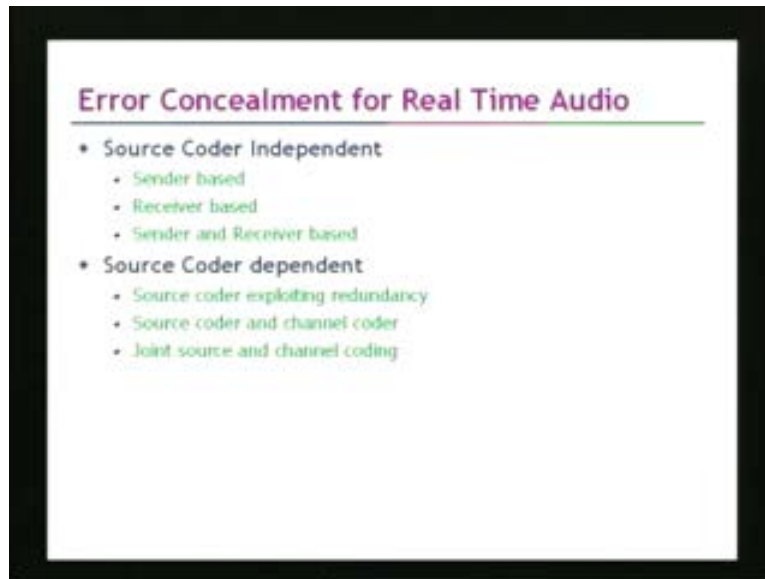 Error Concealment for Real Time Audio
• Source Coder Independent
• Sender based
• Receiver based
• Sender and Receiver based
• Source Coder dependent
• Source coder exploiting redundancy
• Source coder and channel coder
• Joint source and channel coding